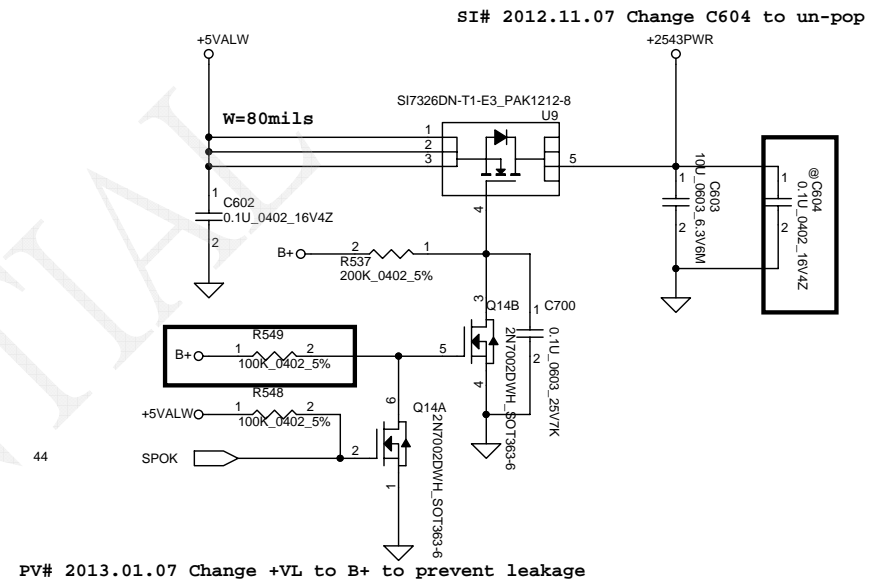 SI# 2012.11.07 Change C604 to un-pop
+5VALW
+2543PWR
SI7326DN-T1-E3_PAK1212-8
U9
W=80mils
1
2
3
5
4
1
C602
0.1U_0402_16V4Z
2
1
C603
10U_0603_6.3V6M
2
1
@C604
0.1U_0402_16V4Z
2
B+
2
1
R537
200K_0402_5%
3
Q14B
1
C700
5
2
4
2N7002DWH_SOT363-6
0.1U_0603_25V7K
R549
B+
1
2
100K_0402_5%
R548
+5VALW
1
2
100K_0402_5%
6
Q14A
2
1
2N7002DWH_SOT363-6
44
SPOK
NTIAL
PV# 2013.01.07 Change +VL to B+ to prevent leakage